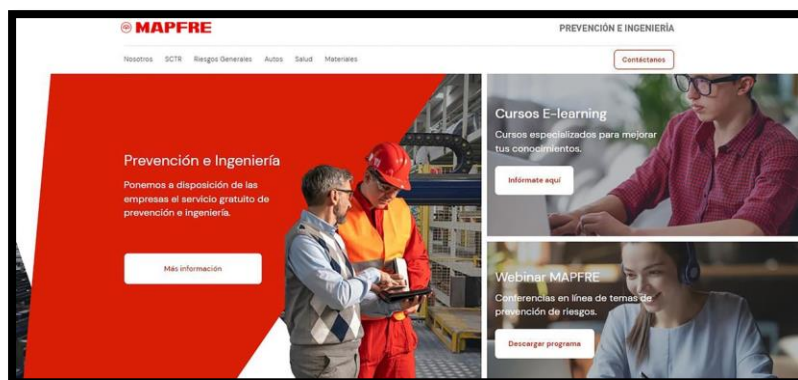 MAPFRE
PREVENCIÓN E INGENIERÍA
Nosotros SCTR Riesgos Generales Autos Salud Materiales
Contáctanos
Prevención e Ingeniería
Ponemos a disposición de las
empresas el servicio gratuito de
prevención e ingeniería.
Más información
Cursos E-learning
Cursos especializados para mejorar
tus conocimientos.
Infórmate aquí
Webinar MAPFRE
Conferencias en línea de temas de
prevención de riesgos.
Descargar programa